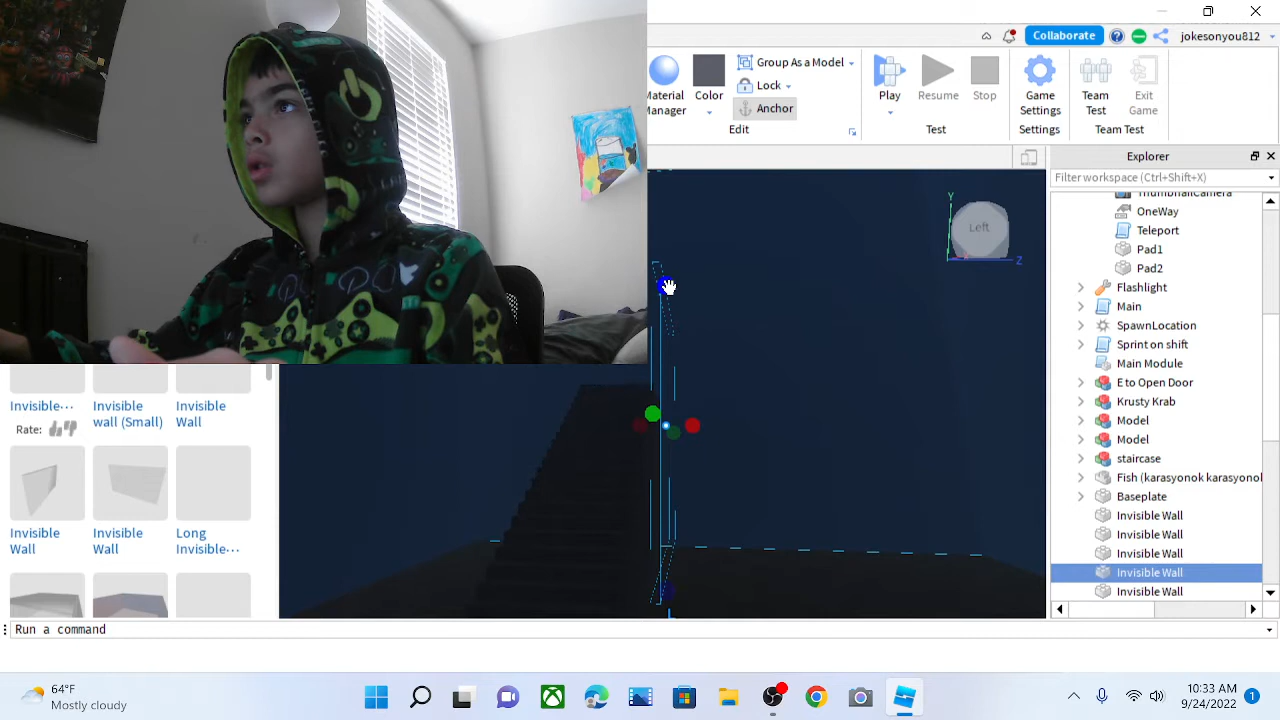 Collaborate
jokesonyou812
Material
Manager
Color
Group As a Model
Lock
Anchor
Edit
Play
Resume
Stop
Test
Game
Settings
Settings
Team
Test
Exit
Game
Team Test
Explorer
Filter workspace (Ctrl+Shift+X)
ThumbnailCamera
OneWay
Teleport
Pad1
Pad2
Flashlight
Main
SpawnLocation
Sprint on shift
Main Module
E to Open Door
Krusty Krab
Model
Model
staircase
Fish (karasyonok karasyonol
Baseplate
Invisible Wall
Invisible Wall
Invisible Wall
Invisible Wall
Invisible Wall
Y
Left
Z
Invisible...
Invisible
wall (Small)
Invisible
Wall
Rate:
Invisible
Wall
Invisible
Wall
Long
Invisible...
Run a command
64°F
Mostly cloudy
10:33 AM
9/24/2022
1